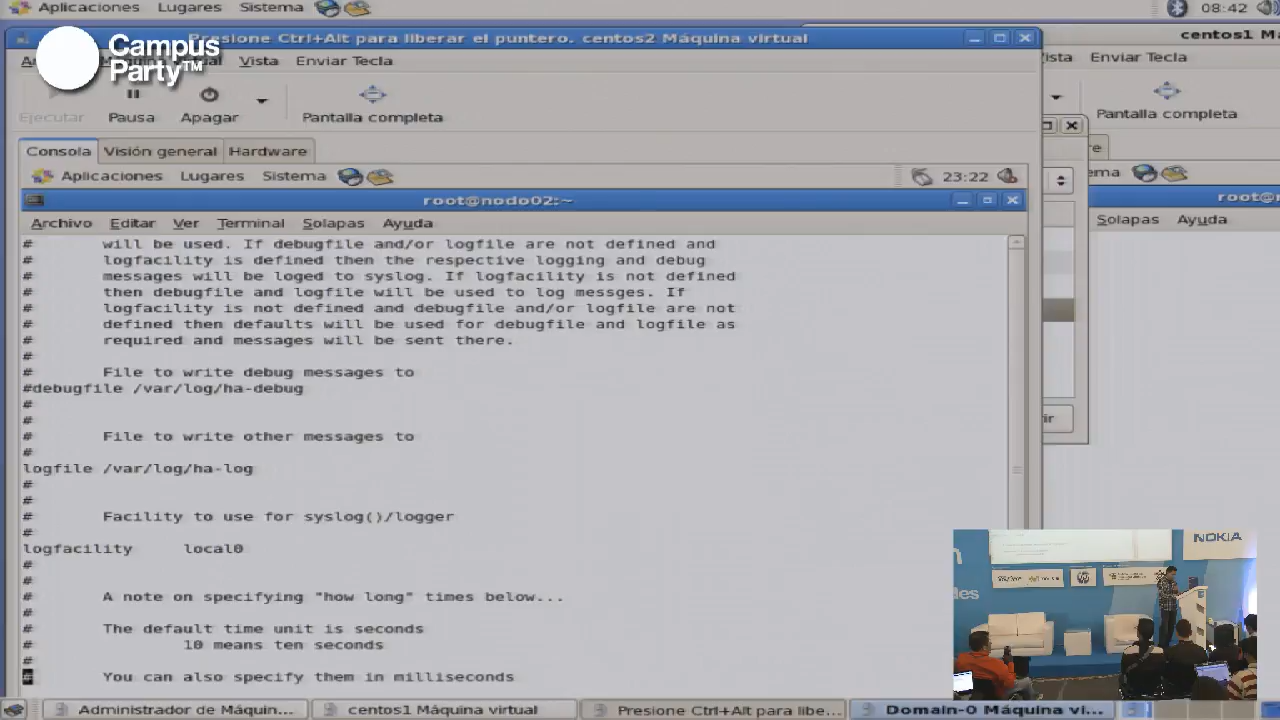 Aplicaciones Lugares Sistema 08:42
Campus
Party™
Presione Ctrl+Alt para liberar el puntero. centos2 Máquina virtual
centos1 M
Vista Enviar Tecla
ista Enviar Tecla
Ejecutar Pausa Apagar Pantalla completa
Pantalla completa
Consola Visión general Hardware
re
Aplicaciones Lugares Sistema 23:22
ema
root@nodo02:~
root@n
Archivo Editar Ver Terminal Solapas Ayuda
Solapas Ayuda
# will be used. If debugfile and/or logfile are not defined and
# logfacility is defined then the respective logging and debug
# messages will be loged to syslog. If logfacility is not defined
# then debugfile and logfile will be used to log messges. If
# logfacility is not defined and debugfile and/or logfile are not
# defined then defaults will be used for debugfile and logfile as
# required and messages will be sent there.
#
# File to write debug messages to
#debugfile /var/log/ha-debug
#
#
# File to write other messages to
#
logfile /var/log/ha-log
#
#
# Facility to use for syslog()/logger
#
logfacility local0
#
#
# A note on specifying "how long" times below...
#
# The default time unit is seconds
# 10 means ten seconds
#
# You can also specify them in milliseconds
ir
NOKIA
hp
des
Administrador de Máquin... centos1 Máquina virtual Presione Ctrl+Alt para libe... Domain-0 Máquina vi...